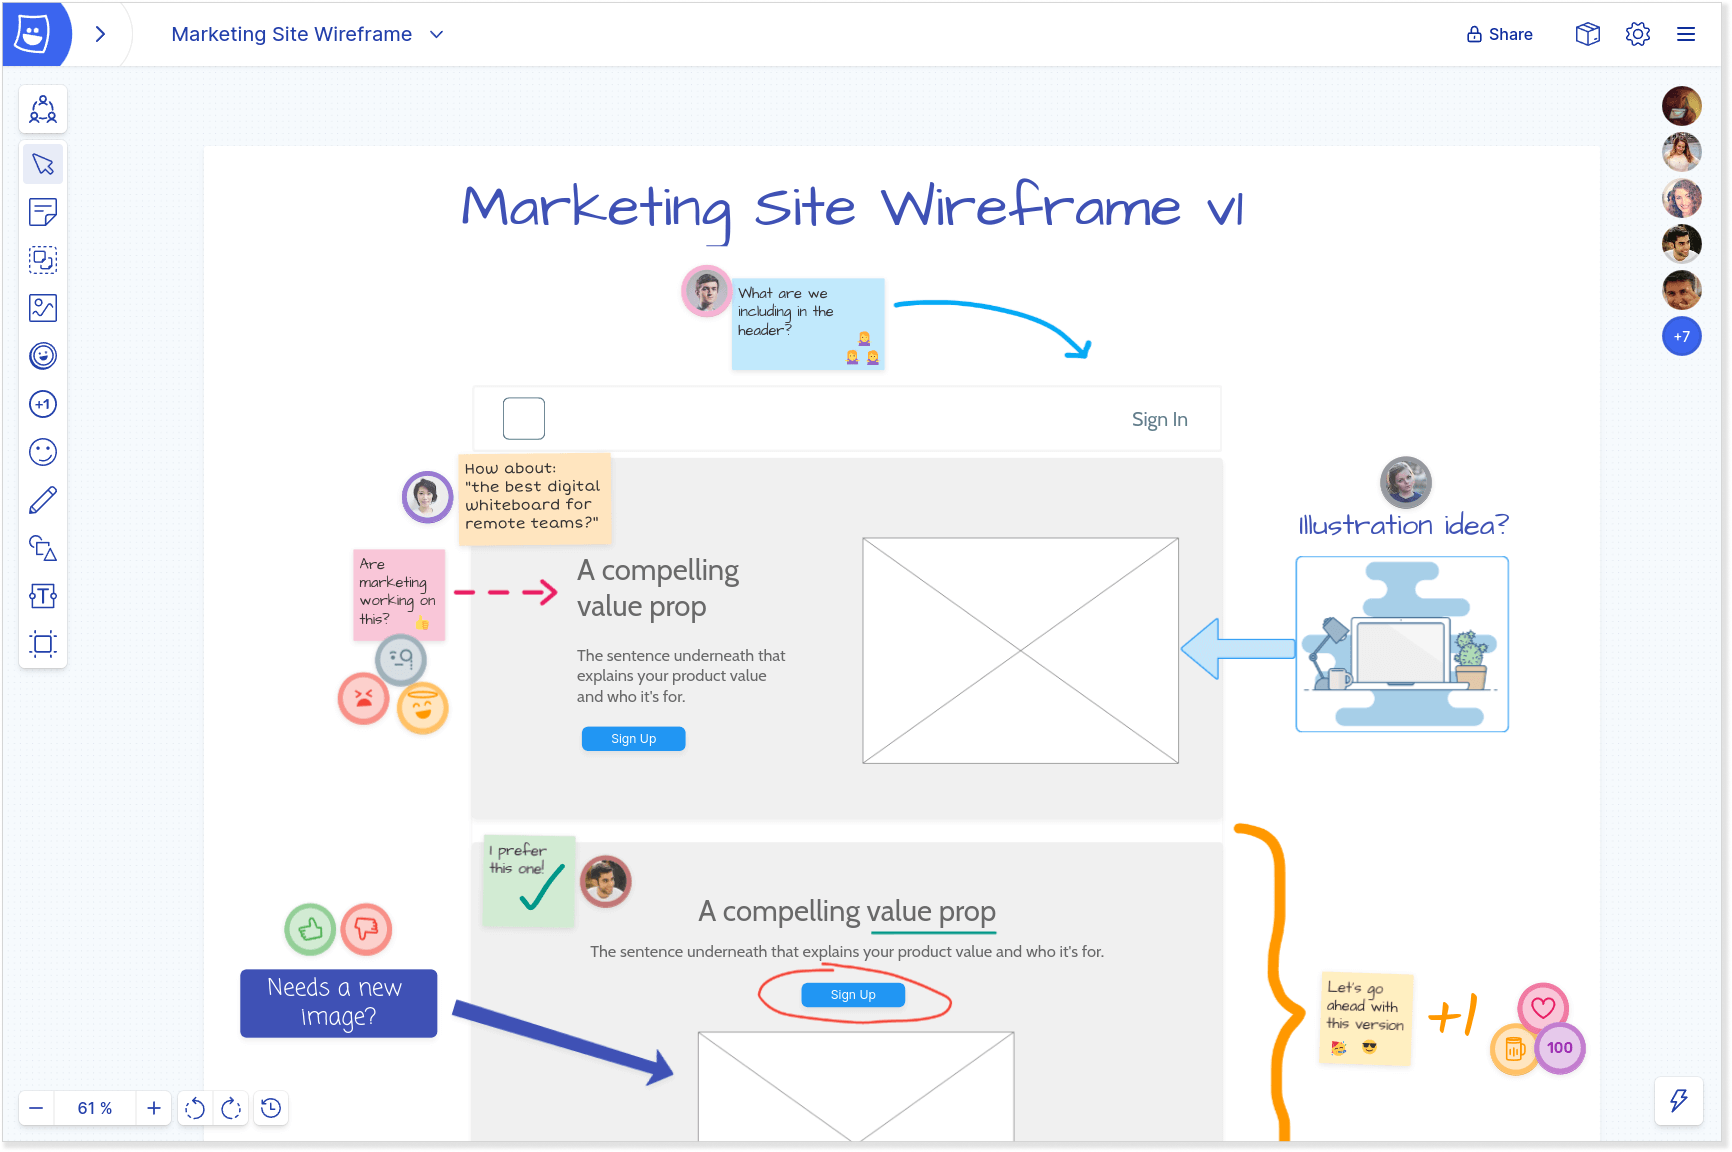 Marketing Site Wireframe
Share
+7
+1
Marketing Site Wireframe v1
What are we
including in the
header?
Sign In
How about:
"the best digital
whiteboard for
remote teams?"
Are
marketing
working on
this?
A compelling
value prop
The sentence underneath that
explains your product value
and who it's for.
Sign Up
Illustration idea?
I prefer
this one!
A compelling value prop
The sentence underneath that explains your product value and who it's for.
Sign Up
Needs a new
image?
Let's go
ahead with
this version
+1
100
61 %